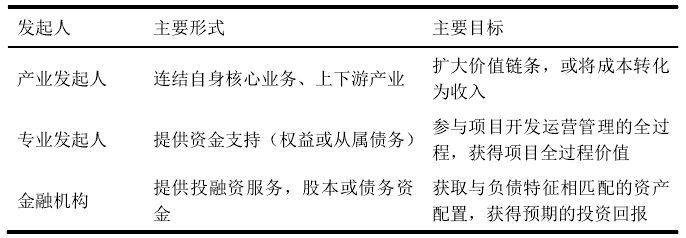 发起人 主要形式 主要目标
产业发起人 连结自身核心业务、上下游产业 扩大价值链条，或将成本转化
为收入
专业发起人 提供资金支持（权益或从属债务） 参与项目开发运营管理的全过
程，获得项目全过程价值
金融机构 提供投融资服务，股本或债务资
金
获取与负债特征相匹配的资产
配置，获得预期的投资回报